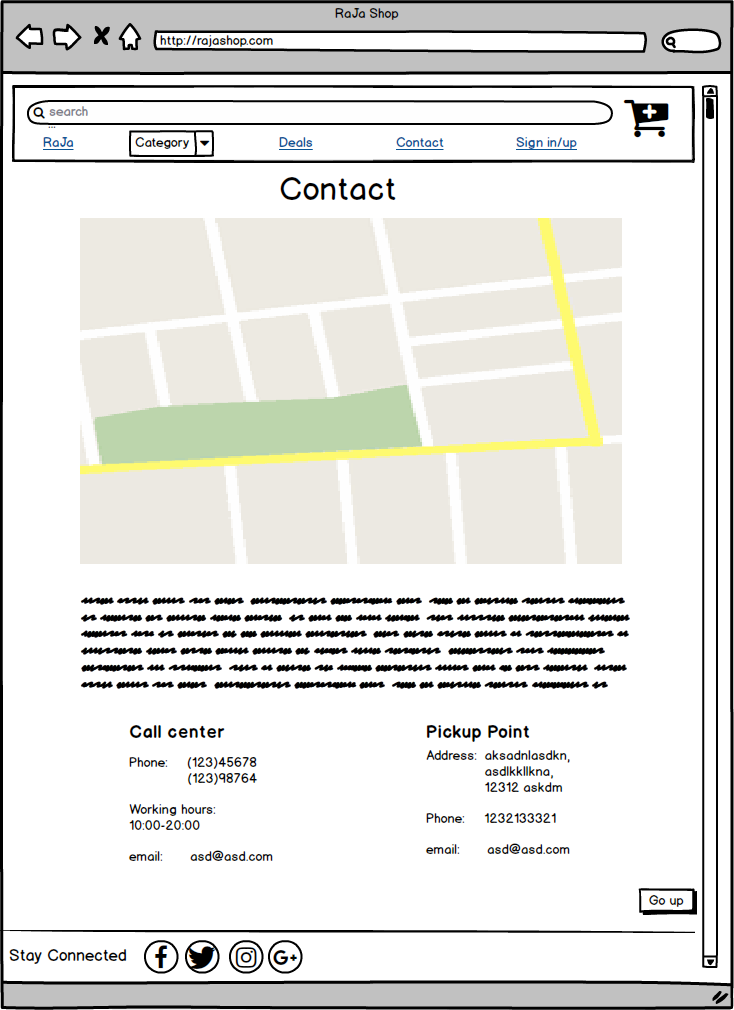 RaJa Shop
http://rajashop.com
search
RaJa
Category
Deals
Contact
Sign in/up
Contact
Call center
Phone: (123)45678
(123)98764
Working hours:
10:00-20:00
email: asd@asd.com
Pickup Point
Address: aksadnlasdkn,
asdlkkllkna,
12312 askdm
Phone: 1232133321
email: asd@asd.com
Go up
Stay Connected
f
G+